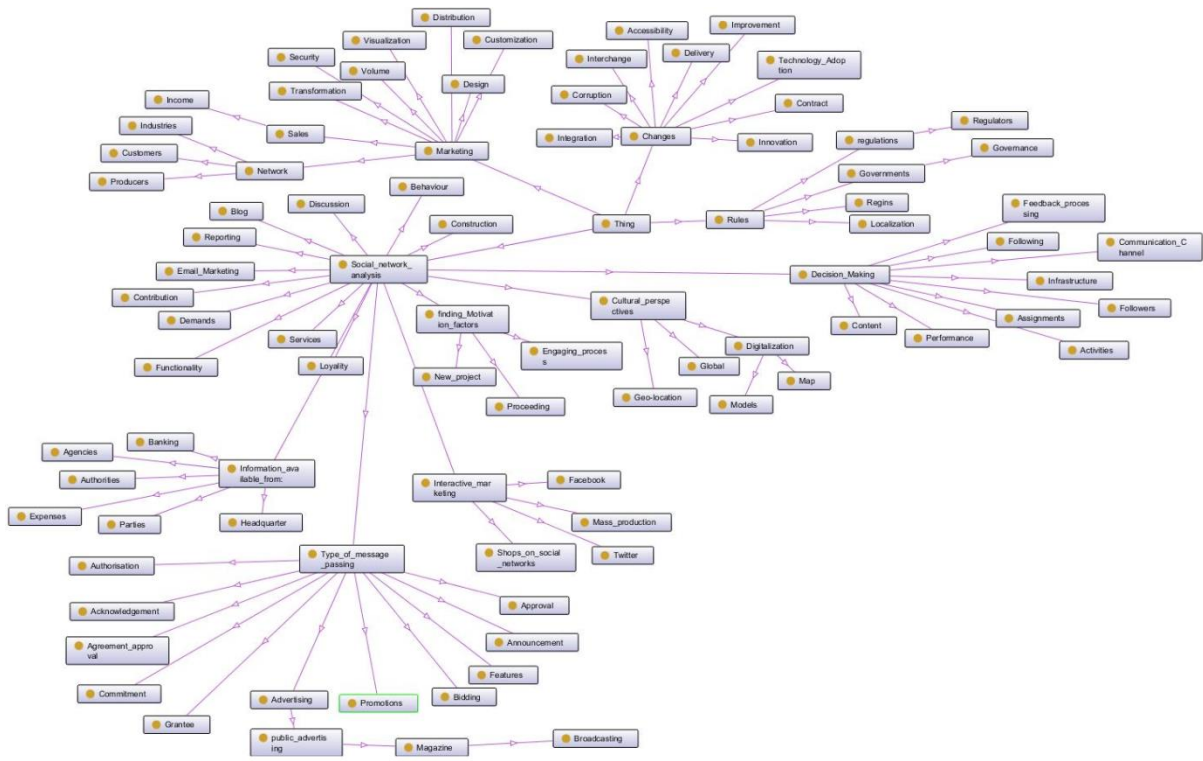 Distribution
Visualization
Customization
Security
Volume
Design
Transformation
Income
Sales
Industries
Marketing
Customers
Network
Producers
Accessibility
Improvement
Interchange
Delivery
Technology_Adop
tion
Corruption
Contract
Integration
Changes
Innovation
Regulators
regulations
Governance
Governments
Regins
Localization
Thing
Rules
Behaviour
Discussion
Blog
Construction
Reporting
Social_network_
analysis
Email_Marketing
Contribution
Demands
Services
Functionality
Loyality
finding_Motivat
ion_factors
Engaging_proces
s
New_project
Proceeding
Cultural_perspe
ctives
Digitalization
Global
Map
Geo-location
Models
Feedback_proces
sing
Following
Communication_C
hannel
Decision_Making
Infrastructure
Followers
Assignments
Content
Performance
Activities
Banking
Agencies
Information_ava
ilable_from:
Authorities
Expenses
Parties
Headquarter
Interactive_mar
keting
Facebook
Mass_production
Twitter
Shops_on_social
_networks
Type_of_message
_passing
Authorisation
Acknowledgement
Approval
Agreement_appro
val
Announcement
Features
Commitment
Advertising
Promotions
Bidding
Grantee
public_advertis
ing
Magazine
Broadcasting